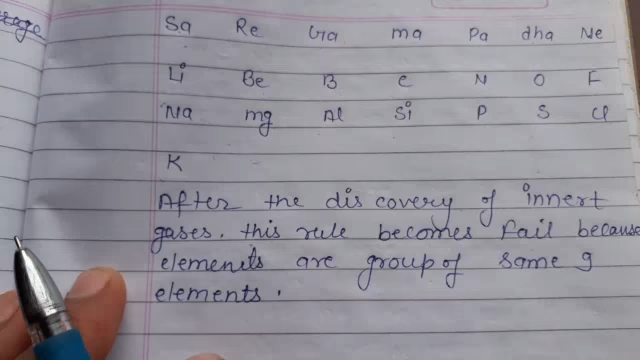 Sa Re Ga ma Pa dha Ne
Li Be B C N O F
Na mg Al Si P S Cl
K
After the discovery of innert
gases. this rule becomes fail because
elements are group of same 9
elements.